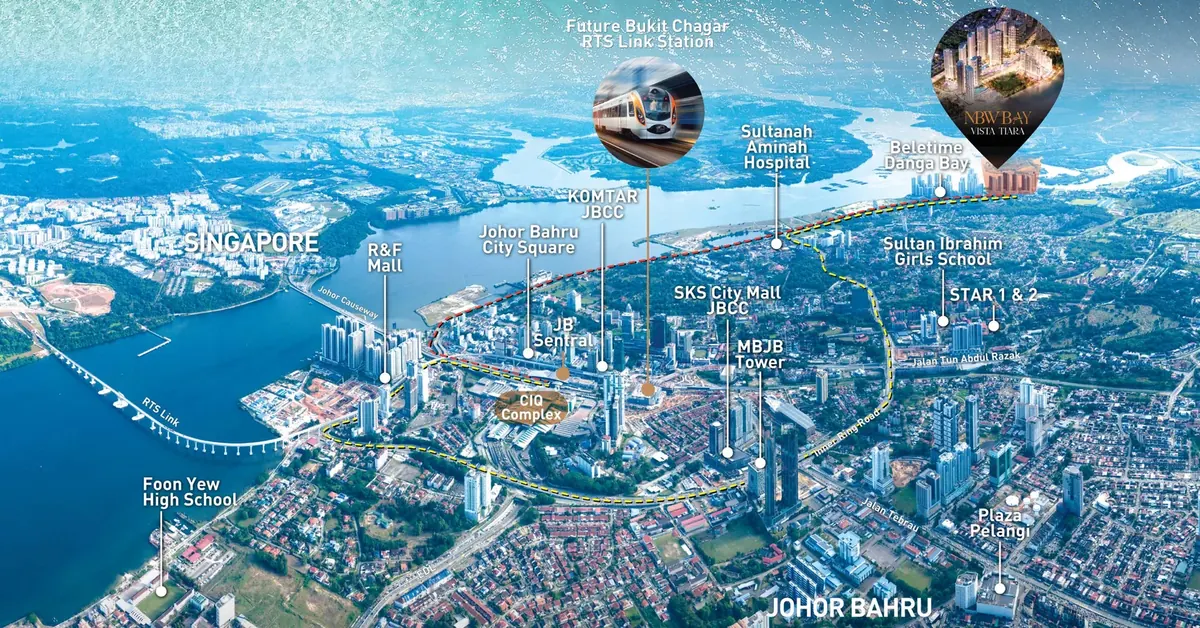 Future Bukit Chagar
RTS Link Station
NBW BAY
VISTA TIARA
Sultanah
Aminah
Hospital
Beletime
Danga Bay
KOMTAR
JBCC
Johor Bahru
City Square
SINGAPORE
R&F
Mall
Sultan Ibrahim
Girls School
Johor Causeway
SKS City Mall
JBCC
STAR 1 & 2
JB
Sentral
MBJB
Tower
Jalan Tun Abdul Razak
CIQ
Complex
RTS Link
Inner Ring Road
Foon Yew
High School
Jalan Tebrau
Plaza
Pelangi
EDL
JOHOR BAHRU